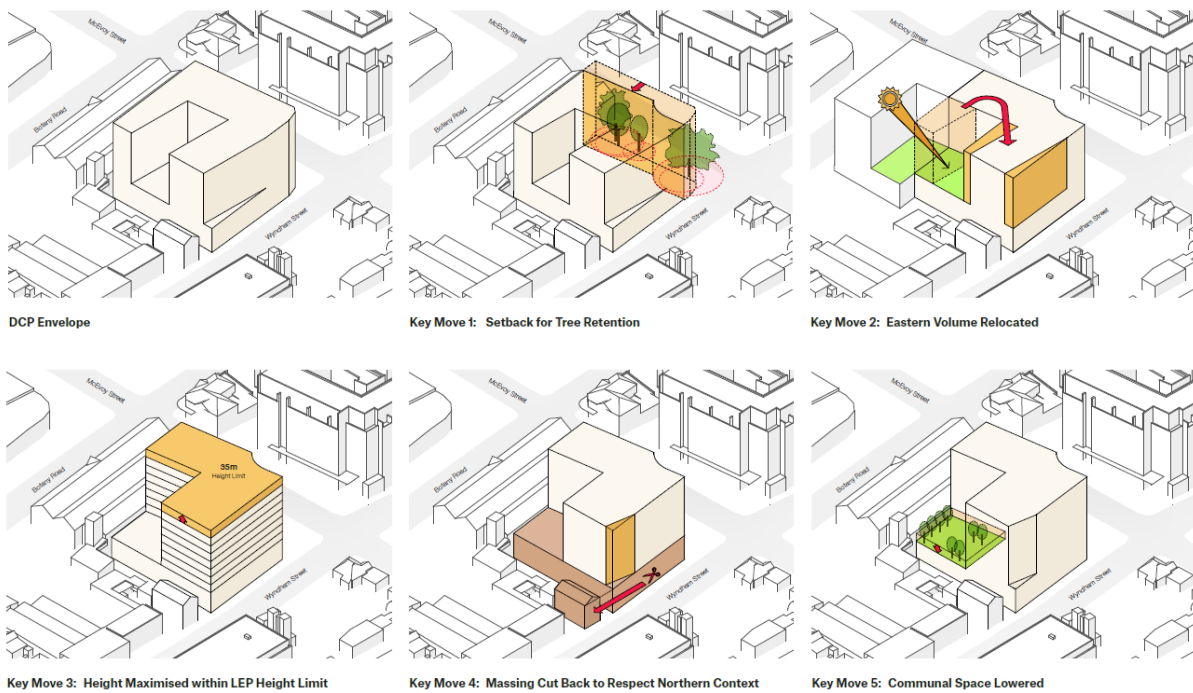 McEvoy Street
Botany Road
Wyndham Street
DCP Envelope
McEvoy Street
Botany Road
Wyndham Street
Key Move 1: Setback for Tree Retention
McEvoy Street
Botany Road
Wyndham Street
Key Move 2: Eastern Volume Relocated
McEvoy Street
Botany Road
35m
Height Limit
Wyndham Street
Key Move 3: Height Maximised within LEP Height Limit
McEvoy Street
Botany Road
Wyndham Street
Key Move 4: Massing Cut Back to Respect Northern Context
McEvoy Street
Botany Road
Wyndham Street
Key Move 5: Communal Space Lowered